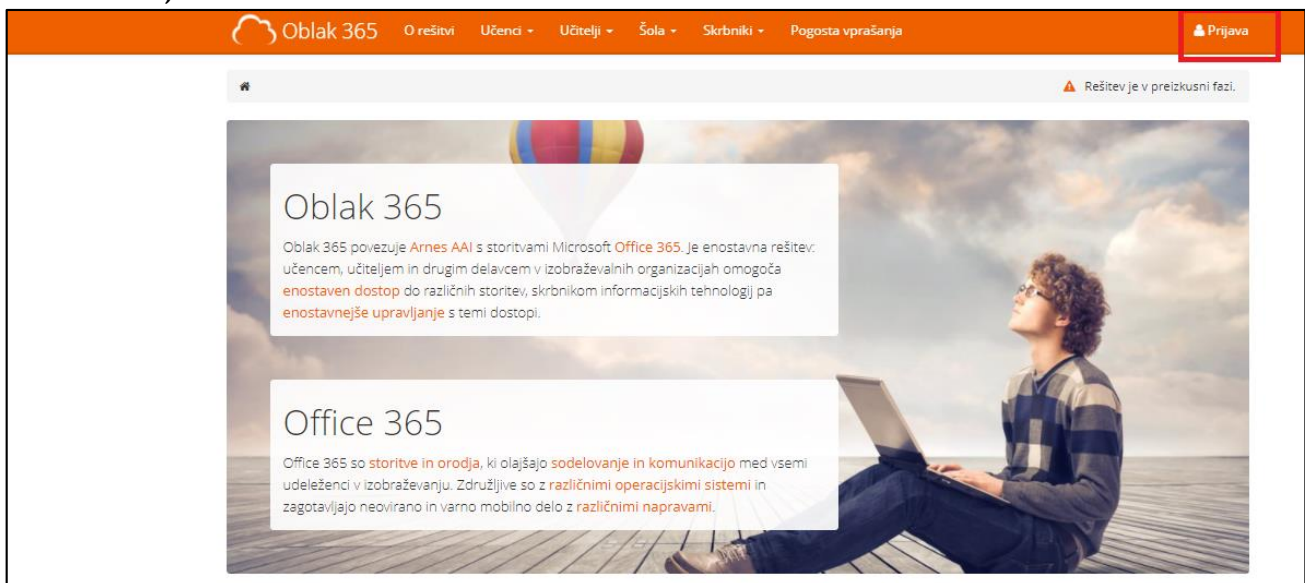 Oblak 365 O rešitvi Učenci Učitelji Šola Skrbniki Pogosta vprašanja Prijava
Rešitev je v preizkusni fazi.
Oblak 365
Oblak 365 povezuje Arnes AAI s storitvami Microsoft Office 365. Je enostavna rešitev:
učencem, učiteljem in drugim delavcem v izobraževalnih organizacijah omogoča
enostaven dostop do različnih storitev, skrbnikom informacijskih tehnologij pa
enostavnejše upravljanje s temi dostopi.
Office 365
Office 365 so storitve in orodja, ki olajšajo sodelovanje in komunikacijo med vsemi
udeleženci v izobraževanju. Združljive so z različnimi operacijskimi sistemi in
zagotavljajo neovirano in varno mobilno delo z različnimi napravami.